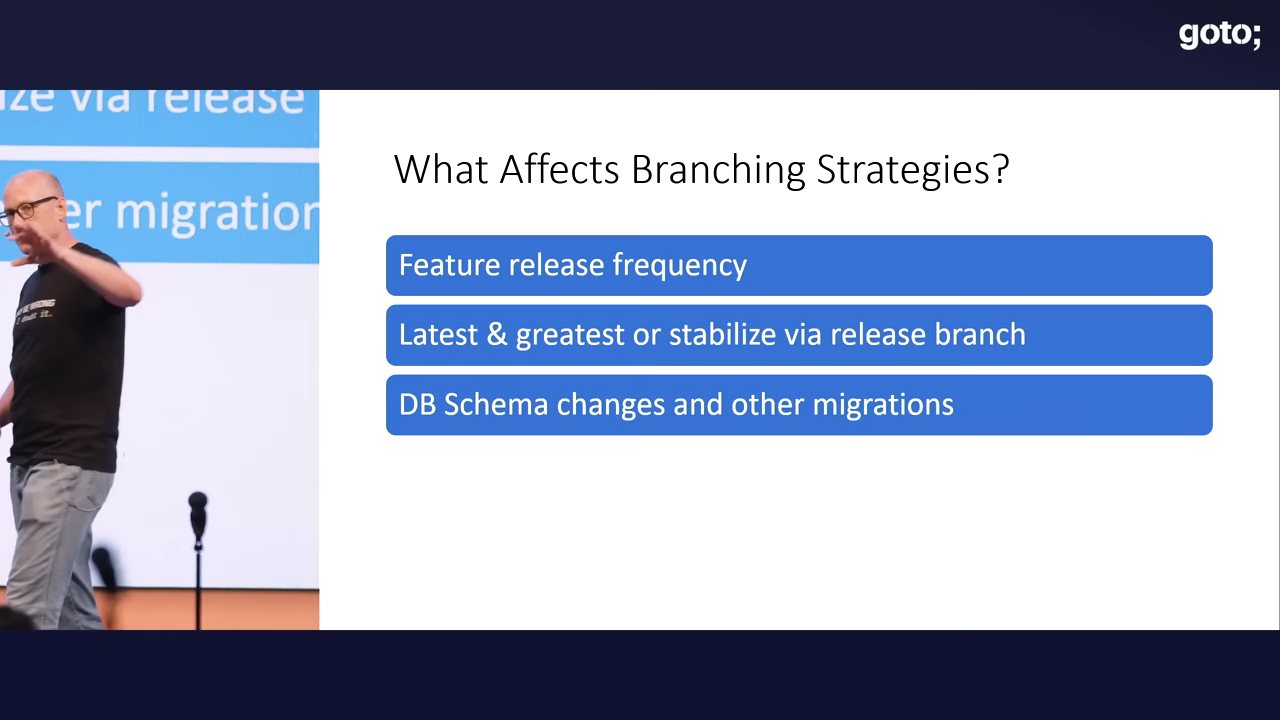 goto;
ize via release
er migration
What Affects Branching Strategies?
Feature release frequency
Latest & greatest or stabilize via release branch
DB Schema changes and other migrations